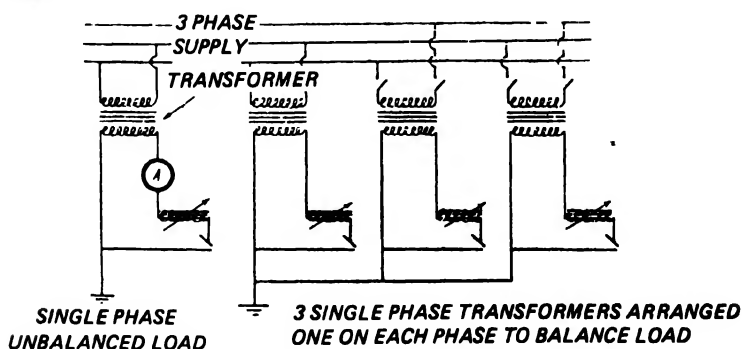 3 PHASE
SUPPLY
TRANSFORMER
A
SINGLE PHASE
UNBALANCED LOAD
3 SINGLE PHASE TRANSFORMERS ARRANGED
ONE ON EACH PHASE TO BALANCE LOAD